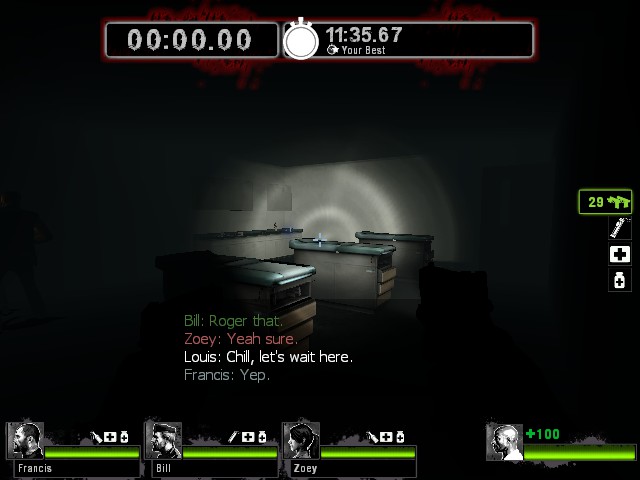 00:00.00
11:35.67
Your Best
29
Bill: Roger that.
Zoey: Yeah sure.
Louis: Chill, let's wait here.
Francis: Yep.
+100
Francis
Bill
Zoey